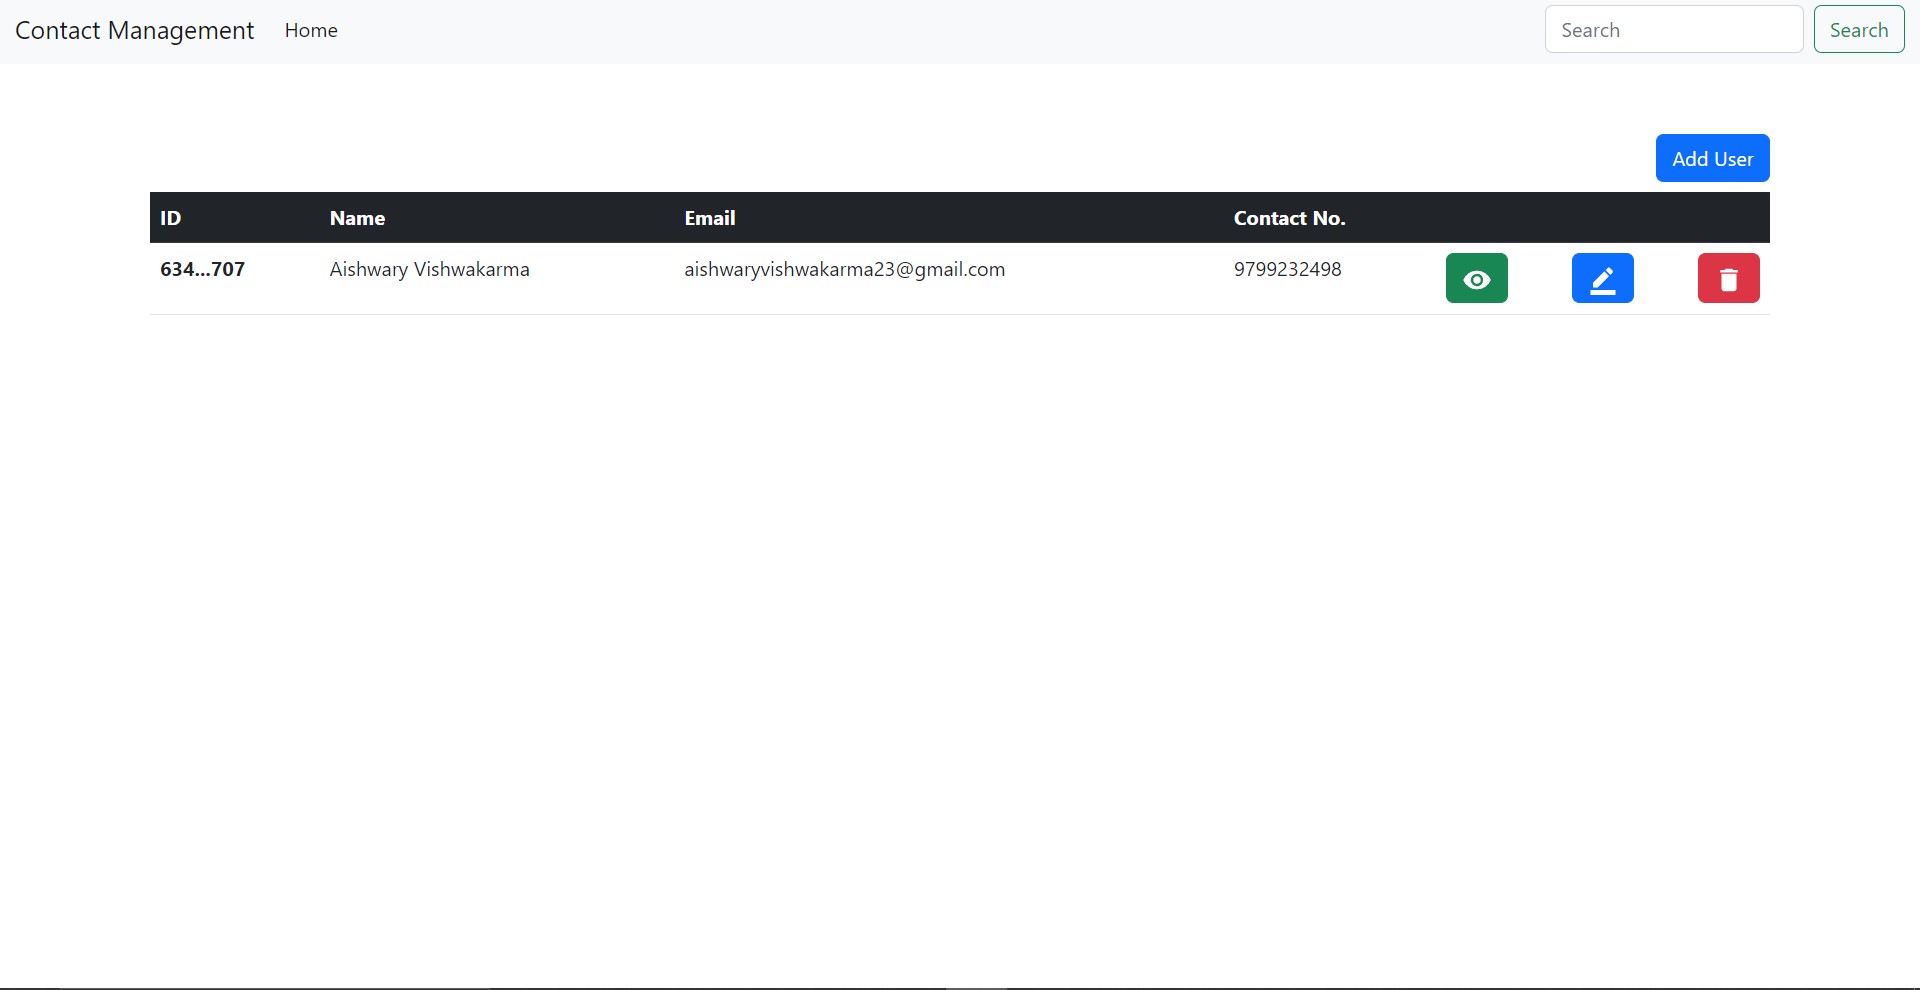 Contact Management Home Search Search
Add User
ID Name Email Contact No.
634...707 Aishwary Vishwakarma aishwaryvishwakarma23@gmail.com 9799232498